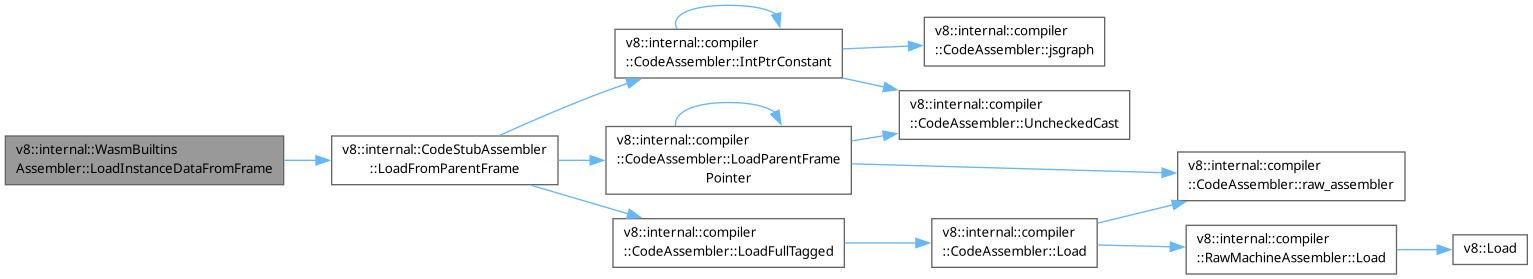 v8::internal::WasmBuiltins
Assembler::LoadInstanceDataFromFrame
v8::internal::CodeStubAssembler
::LoadFromParentFrame
v8::internal::compiler
::CodeAssembler::IntPtrConstant
v8::internal::compiler
::CodeAssembler::jsgraph
v8::internal::compiler
::CodeAssembler::UncheckedCast
v8::internal::compiler
::CodeAssembler::LoadParentFrame
Pointer
v8::internal::compiler
::CodeAssembler::raw_assembler
v8::internal::compiler
::CodeAssembler::LoadFullTagged
v8::internal::compiler
::CodeAssembler::Load
v8::internal::compiler
::RawMachineAssembler::Load
v8::Load